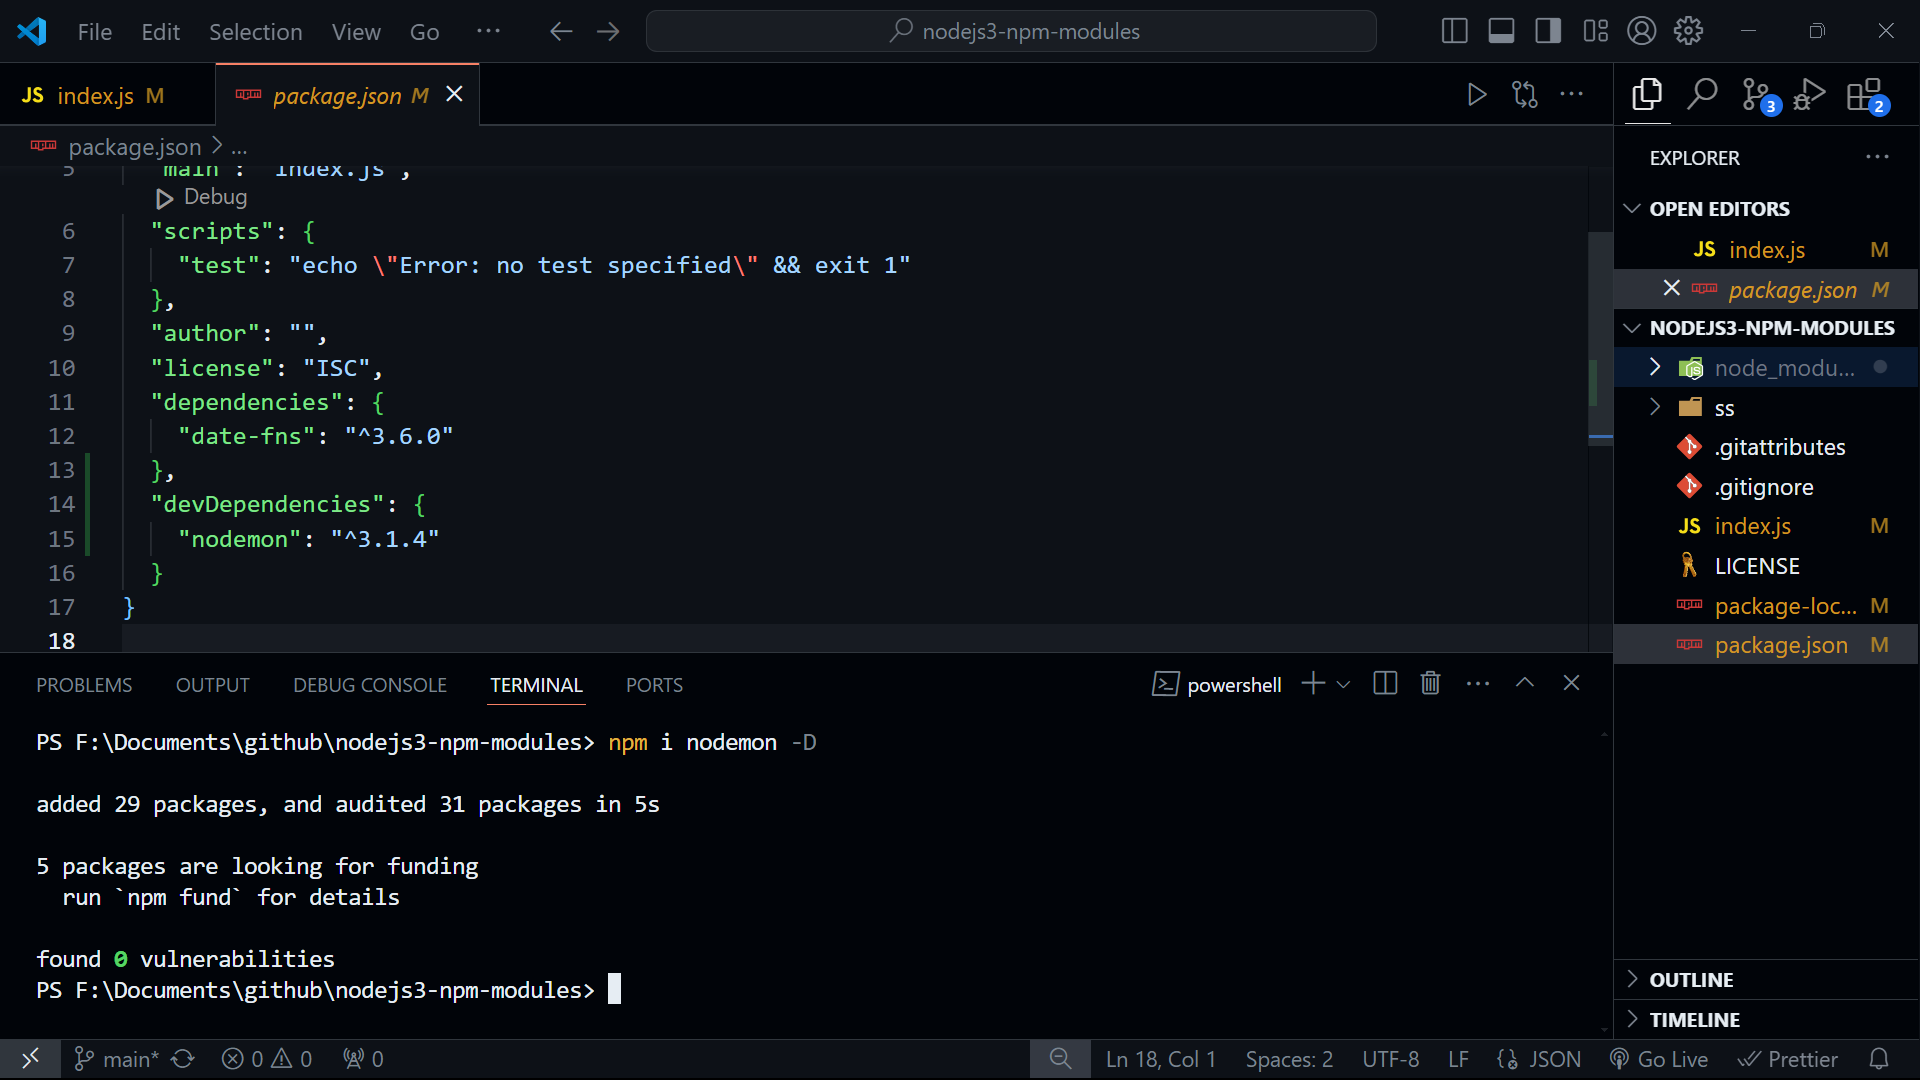 File Edit Selection View Go ··· nodejs3-npm-modules
JS index.js M package.json M
package.json > ...
5 "main": "index.js",
Debug
6 "scripts": {
7 "test": "echo \"Error: no test specified\" && exit 1"
8 },
9 "author": "",
10 "license": "ISC",
11 "dependencies": {
12 "date-fns": "^3.6.0"
13 },
14 "devDependencies": {
15 "nodemon": "^3.1.4"
16 }
17 }
18
PROBLEMS OUTPUT DEBUG CONSOLE TERMINAL PORTS powershell
PS F:\Documents\github\nodejs3-npm-modules> npm i nodemon -D
added 29 packages, and audited 31 packages in 5s
5 packages are looking for funding
run `npm fund` for details
found 0 vulnerabilities
PS F:\Documents\github\nodejs3-npm-modules>
3 2
EXPLORER
OPEN EDITORS
JS index.js M
package.json M
NODEJS3-NPM-MODULES
node_modu...
ss
.gitattributes
.gitignore
JS index.js M
LICENSE
package-loc... M
package.json M
OUTLINE
TIMELINE
main* 0 0 0 Ln 18, Col 1 Spaces: 2 UTF-8 LF JSON Go Live Prettier